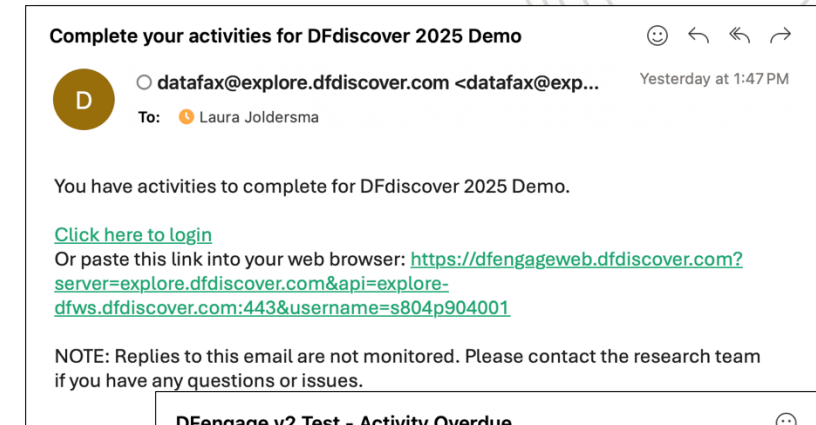 Complete your activities for DFdiscover 2025 Demo
D
datafax@explore.dfdiscover.com <datafax@exp...
Yesterday at 1:47 PM
To: Laura Joldersma
You have activities to complete for DFdiscover 2025 Demo.
Click here to login
Or paste this link into your web browser: https://dfengageweb.dfdiscover.com?
server=explore.dfdiscover.com&api=explore-
dfws.dfdiscover.com:443&username=s804p904001
NOTE: Replies to this email are not monitored. Please contact the research team
if you have any questions or issues.
DFengage v2 Test - Activity Overdue